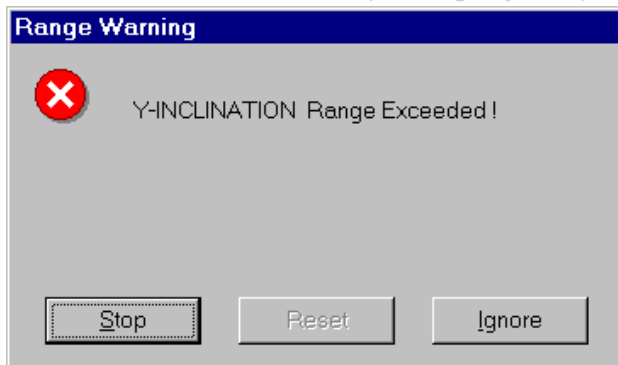 Range Warning
Y-INCLINATION Range Exceeded !
Stop
Reset
Ignore